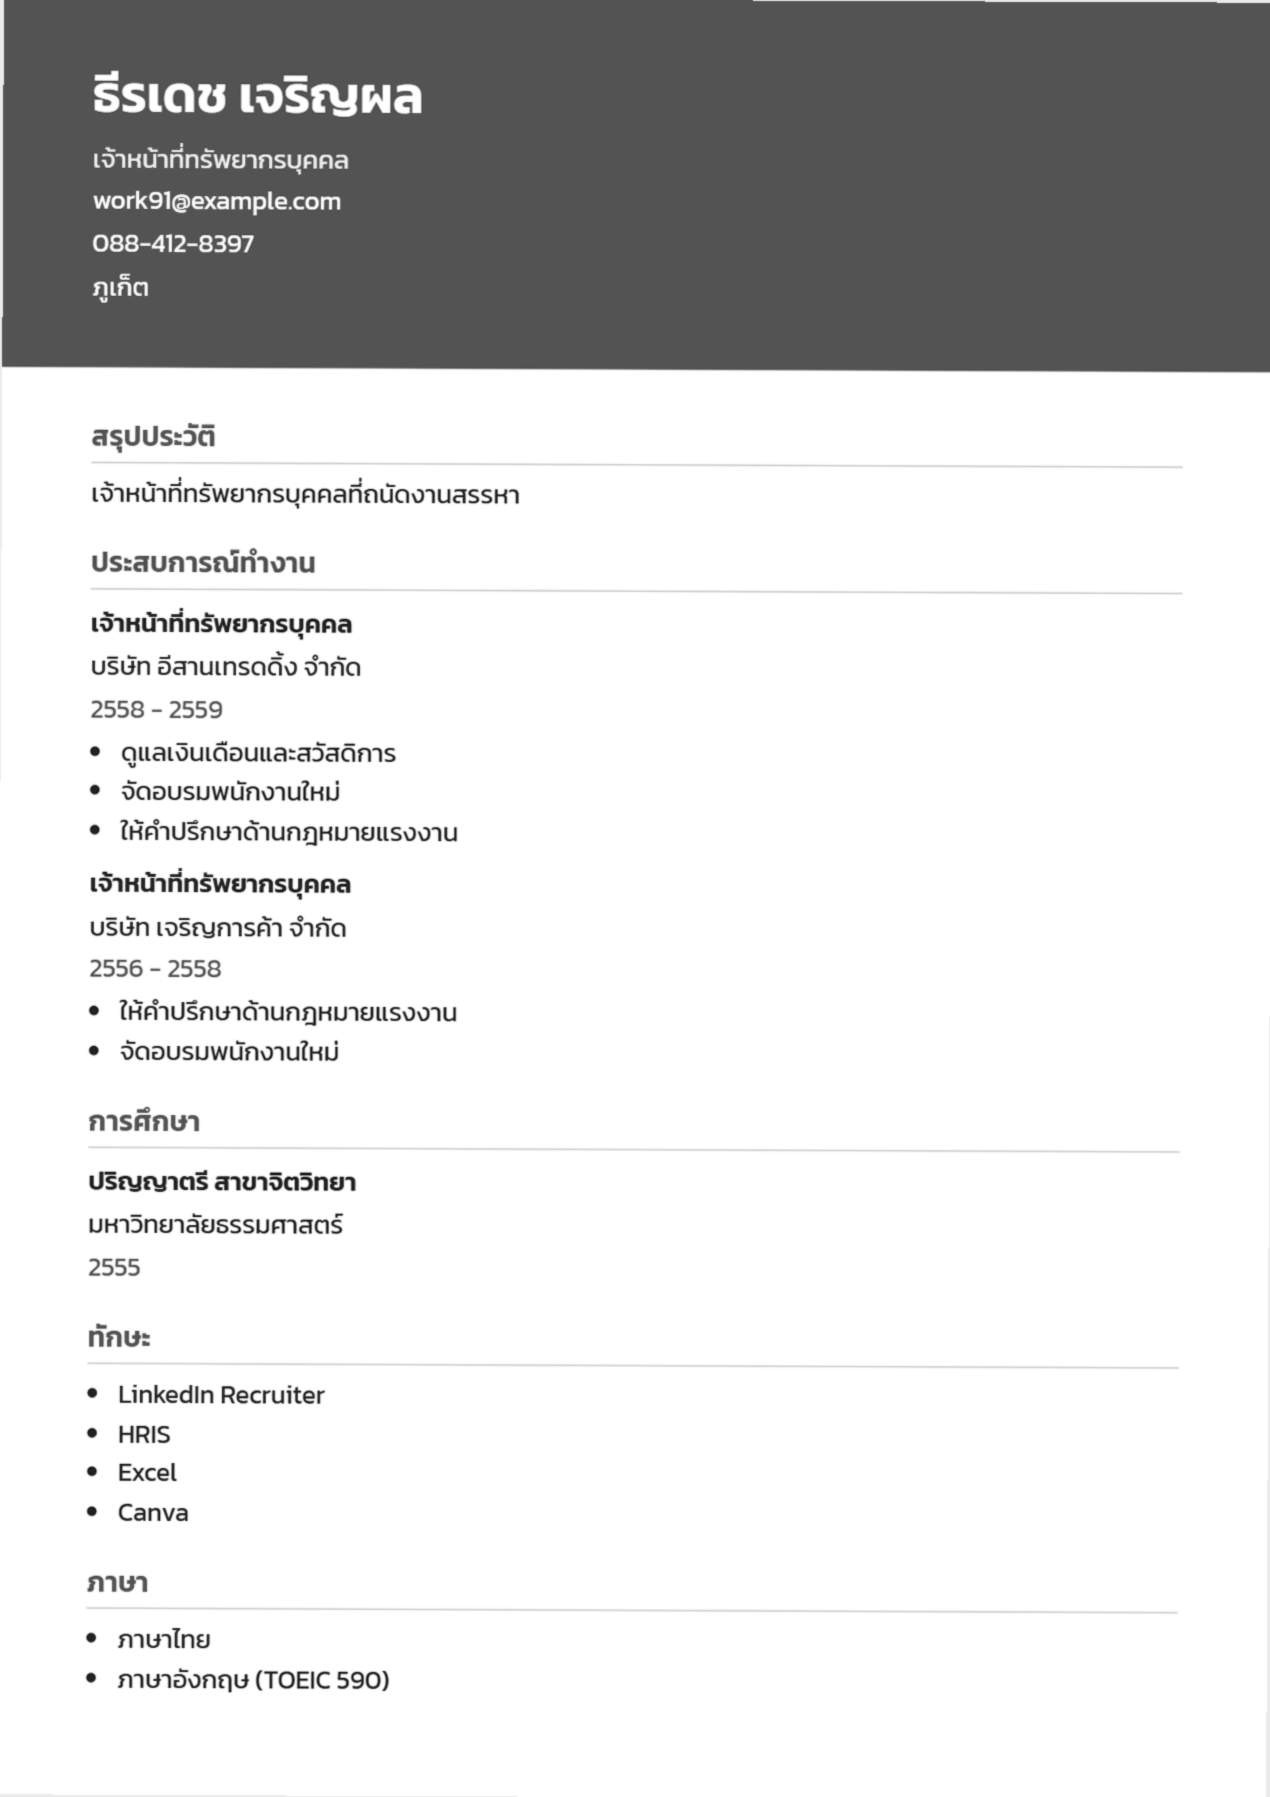 ธีรเดช เจริญผล
เจ้าหน้าที่ทรัพยากรบุคคล
work91@example.com
088-412-8397
ภูเก็ต
สรุปประวัติ
เจ้าหน้าที่ทรัพยากรบุคคลที่ถนัดงานสรรหา
ประสบการณ์ทำงาน
เจ้าหน้าที่ทรัพยากรบุคคล
บริษัท อีสานเทรดดิ้ง จำกัด
2558 – 2559
• ดูแลเงินเดือนและสวัสดิการ
• จัดอบรมพนักงานใหม่
• ให้คำปรึกษาด้านกฎหมายแรงงาน
เจ้าหน้าที่ทรัพยากรบุคคล
บริษัท เจริญการค้า จำกัด
2556 – 2558
• ให้คำปรึกษาด้านกฎหมายแรงงาน
• จัดอบรมพนักงานใหม่
การศึกษา
ปริญญาตรี สาขาจิตวิทยา
มหาวิทยาลัยธรรมศาสตร์
2555
ทักษะ
• LinkedIn Recruiter
• HRIS
• Excel
• Canva
ภาษา
• ภาษาไทย
• ภาษาอังกฤษ (TOEIC 590)